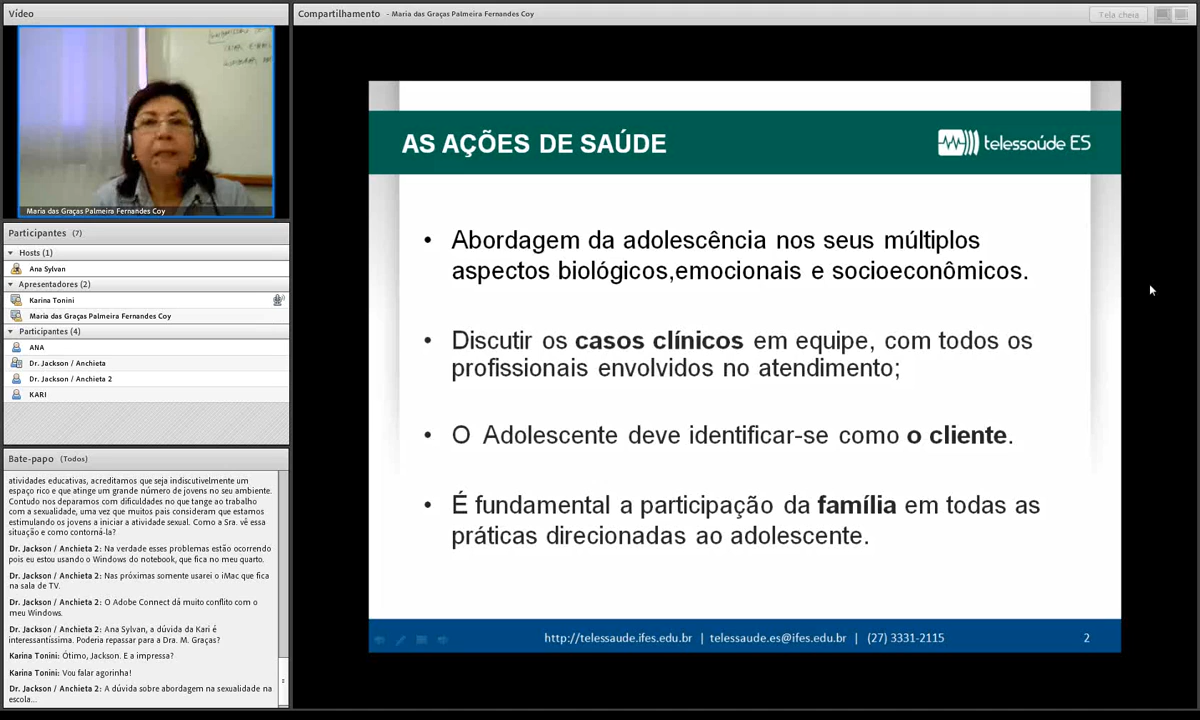 Vídeo
Maria das Graças Palmeira Fernandes Coy
Participantes (7)
Hosts (1)
Ana Sylvan
Apresentadores (2)
Karina Tonini
Maria das Graças Palmeira Fernandes Coy
Participantes (4)
ANA
Dr. Jackson / Anchieta
Dr. Jackson / Anchieta 2
KARI
Bate-papo (Todos)
atividades educativas, acreditamos que seja indiscutivelmente um
espaço rico e que atinge um grande número de jovens no seu ambiente.
Contudo nos deparamos com dificuldades no que tange ao trabalho
com a sexualidade, uma vez que muitos pais consideram que estamos
estimulando os jovens a iniciar a atividade sexual. Como a Sra. vê essa
situação e como contorná-la?
Dr. Jackson / Anchieta 2: Na verdade esses problemas estão ocorrendo
pois eu estou usando o Windows do notebook, que fica no meu quarto.
Dr. Jackson / Anchieta 2: Nas próximas somente usarei o iMac que fica
na sala de TV.
Dr. Jackson / Anchieta 2: O Adobe Connect dá muito conflito com o
meu Windows.
Dr. Jackson / Anchieta 2: Ana Sylvan, a dúvida da Kari é
interessantíssima. Poderia repassar para a Dra. M. Graças?
Karina Tonini: Ótimo, Jackson. E a impressa?
Karina Tonini: Vou falar agorinha!
Dr. Jackson / Anchieta 2: A dúvida sobre abordagem na sexualidade na
escola...
Compartilhamento - Maria das Graças Palmeira Fernandes Coy
Tela cheia
AS AÇÕES DE SAÚDE
telessaúde ES
• Abordagem da adolescência nos seus múltiplos
aspectos biológicos,emocionais e socioeconômicos.
• Discutir os casos clínicos em equipe, com todos os
profissionais envolvidos no atendimento;
• O Adolescente deve identificar-se como o cliente.
• É fundamental a participação da família em todas as
práticas direcionadas ao adolescente.
http://telessaude.ifes.edu.br | telessaude.es@ifes.edu.br | (27) 3331-2115
2